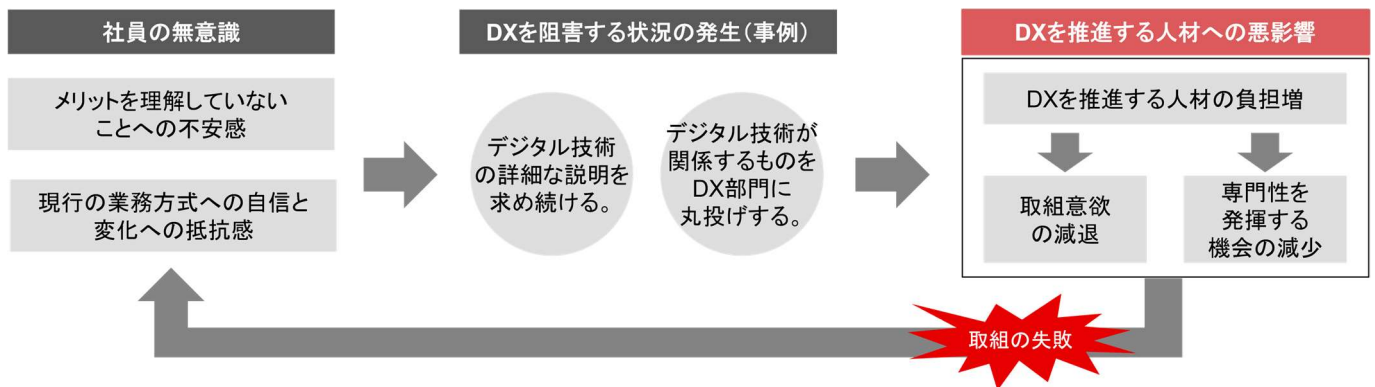 社員の無意識
メリットを理解していない
ことへの不安感
現行の業務方式への自信と
変化への抵抗感
DXを阻害する状況の発生(事例)
デジタル技術
の詳細な説明を
求め続ける。
デジタル技術が
関係するものを
DX部門に
丸投げする。
DXを推進する人材への悪影響
DXを推進する人材の負担増
取組意欲
の減退
専門性を
発揮する
機会の減少
取組の失敗